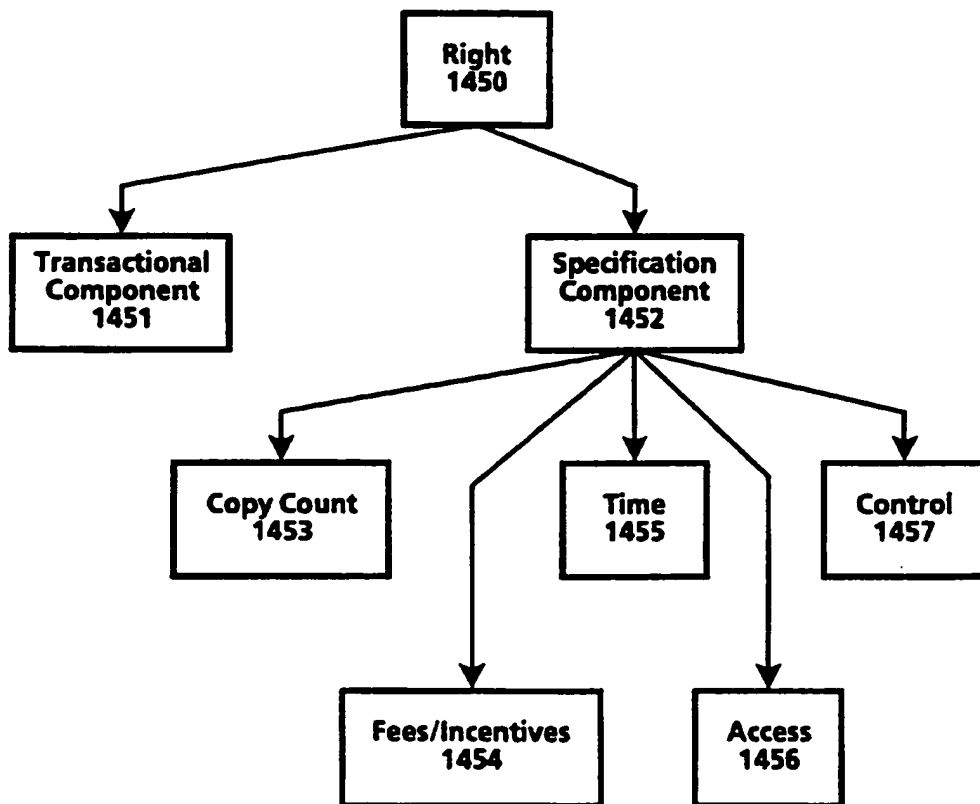 Right
1450
Transactional
Component
1451
Specification
Component
1452
Copy Count
1453
Time
1455
Control
1457
Fees/Incentives
1454
Access
1456